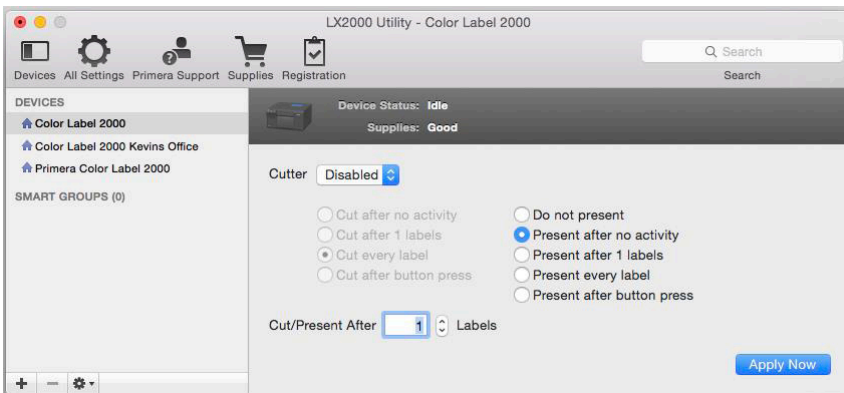 LX2000 Utility - Color Label 2000
Devices All Settings Primera Support Supplies Registration
Search
Search
DEVICES
Color Label 2000
Color Label 2000 Kevins Office
Primera Color Label 2000
SMART GROUPS (0)
Device Status: Idle
Supplies: Good
Cutter Disabled
Cut after no activity
Cut after 1 labels
Cut every label
Cut after button press
Do not present
Present after no activity
Present after 1 labels
Present every label
Present after button press
Cut/Present After 1 Labels
Apply Now